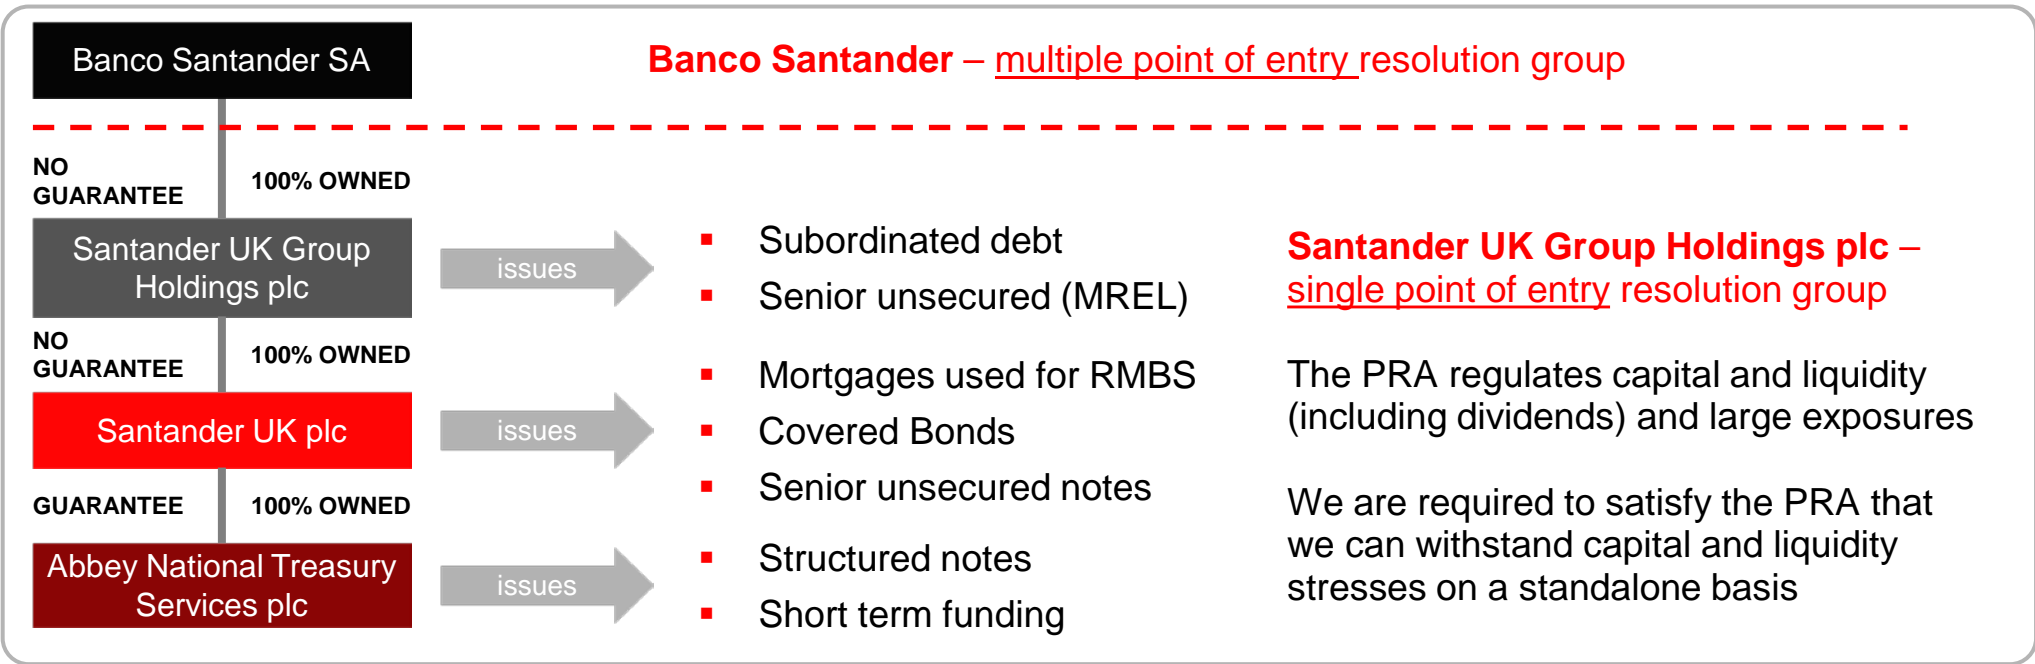 Banco Santander SA
Banco Santander – multiple point of entry resolution group
NO
GUARANTEE
100% OWNED
Santander UK Group
Holdings plc
issues
Subordinated debt
Senior unsecured (MREL)
Santander UK Group Holdings plc –
single point of entry resolution group
NO
GUARANTEE
100% OWNED
Santander UK plc
issues
Mortgages used for RMBS
Covered Bonds
Senior unsecured notes
The PRA regulates capital and liquidity
(including dividends) and large exposures
GUARANTEE
100% OWNED
Abbey National Treasury
Services plc
issues
Structured notes
Short term funding
We are required to satisfy the PRA that
we can withstand capital and liquidity
stresses on a standalone basis